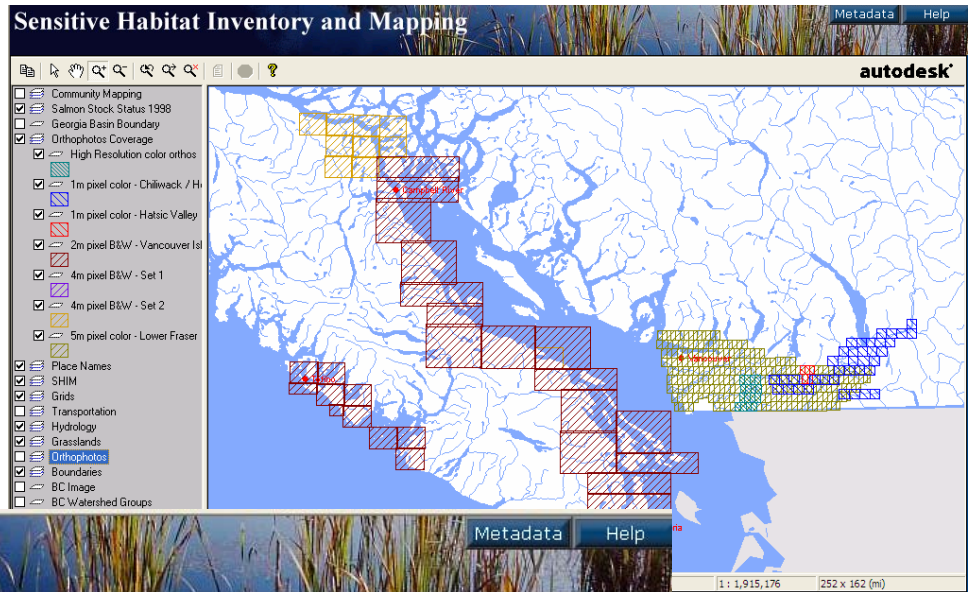 Sensitive Habitat Inventory and Mapping
Metadata
Help
autodesk®
Community Mapping
Salmon Stock Status 1998
Georgia Basin Boundary
Orthophotos Coverage
High Resolution color orthos
1m pixel color - Chiliwack / H
1m pixel color - Hatsic Valley
2m pixel B&W - Vancouver Isl
4m pixel B&W - Set 1
4m pixel B&W - Set 2
5m pixel color - Lower Fraser
Place Names
SHIM
Grids
Transportation
Hydrology
Grasslands
Orthophotos
Boundaries
BC Image
BC Watershed Groups
Campbell River
Vancouver
ria
Metadata
Help
1 : 1,915,176
252 x 162 (mi)